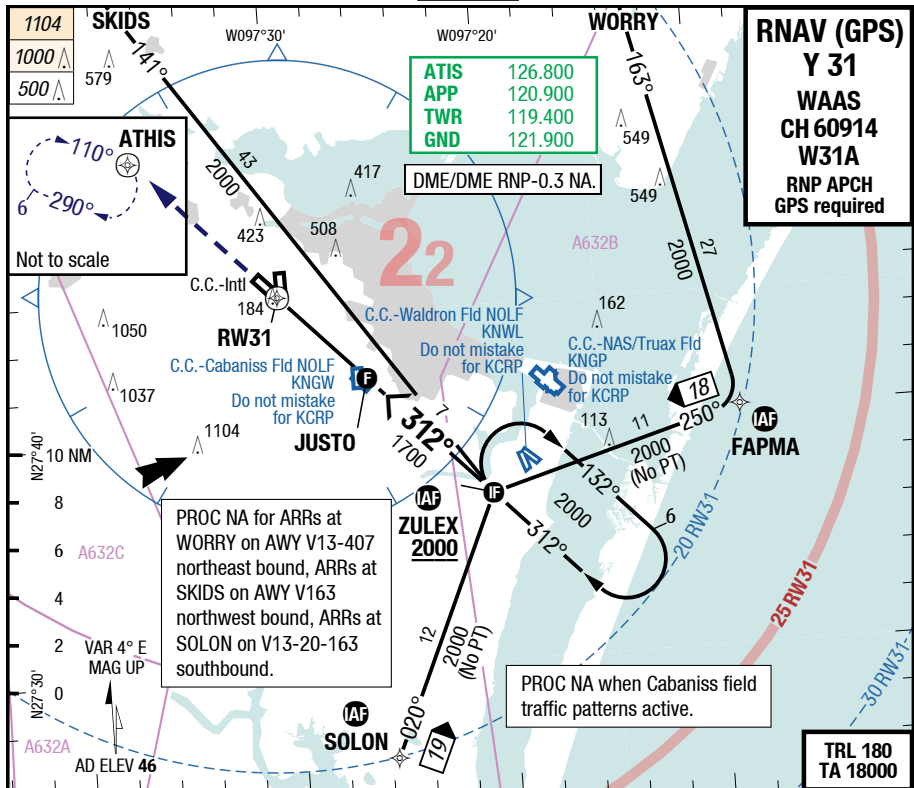 1104
1000
500
579
SKIDS
W097°30'
W097°20'
WORRY
RNAV (GPS)
Y 31
WAAS
CH 60914
W31A
RNP APCH
GPS required
141°
43
2000
163°
27
2000
ATIS 126.800
APP 120.900
TWR 119.400
GND 121.900
DME/DME RNP-0.3 NA.
549
549
ATHIS
110°
290°
6
Not to scale
417
423
508
22
A632B
C.C.-Intl
184
RW31
162
1050
1037
1104
C.C.-Waldron Fld NOLF
KNWL
Do not mistake
for KCRP
C.C.-NAS/Truax Fld
KNGP
Do not mistake
for KCRP
C.C.-Cabaniss Fld NOLF
KNGW
Do not mistake
for KCRP
F
JUSTO
7
312°
1700
18
250°
11
2000
(No PT)
113
IAF
FAPMA
N27°40'
10 NM
8
6
4
2
0
N27°30'
IAF
IF
ZULEX
2000
132°
2000
312°
6
20 RW31
25 RW31
30 RW31
PROC NA for ARRs at
WORRY on AWY V13-407
northeast bound, ARRs at
SKIDS on AWY V163
northwest bound, ARRs at
SOLON on V13-20-163
southbound.
A632C
12
2000
(No PT)
020°
19
IAF
SOLON
PROC NA when Cabaniss field
traffic patterns active.
VAR 4° E
MAG UP
A632A
AD ELEV 46
TRL 180
TA 18000